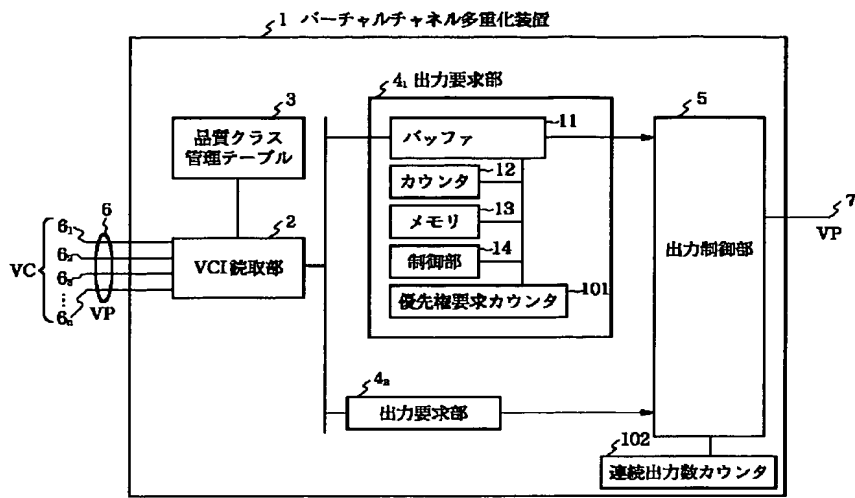 1 バーチャルチャネル多重化装置
4₁ 出力要求部
3
品質クラス
管理テーブル
バッファ
11
5
カウンタ
12
メモリ
13
制御部
14
優先権要求カウンタ
101
6
2
VCI読取部
VC
6₁
6₂
6₃
⋮
6ₙ
VP
出力制御部
7
VP
4ₙ
出力要求部
102
連続出力数カウンタ